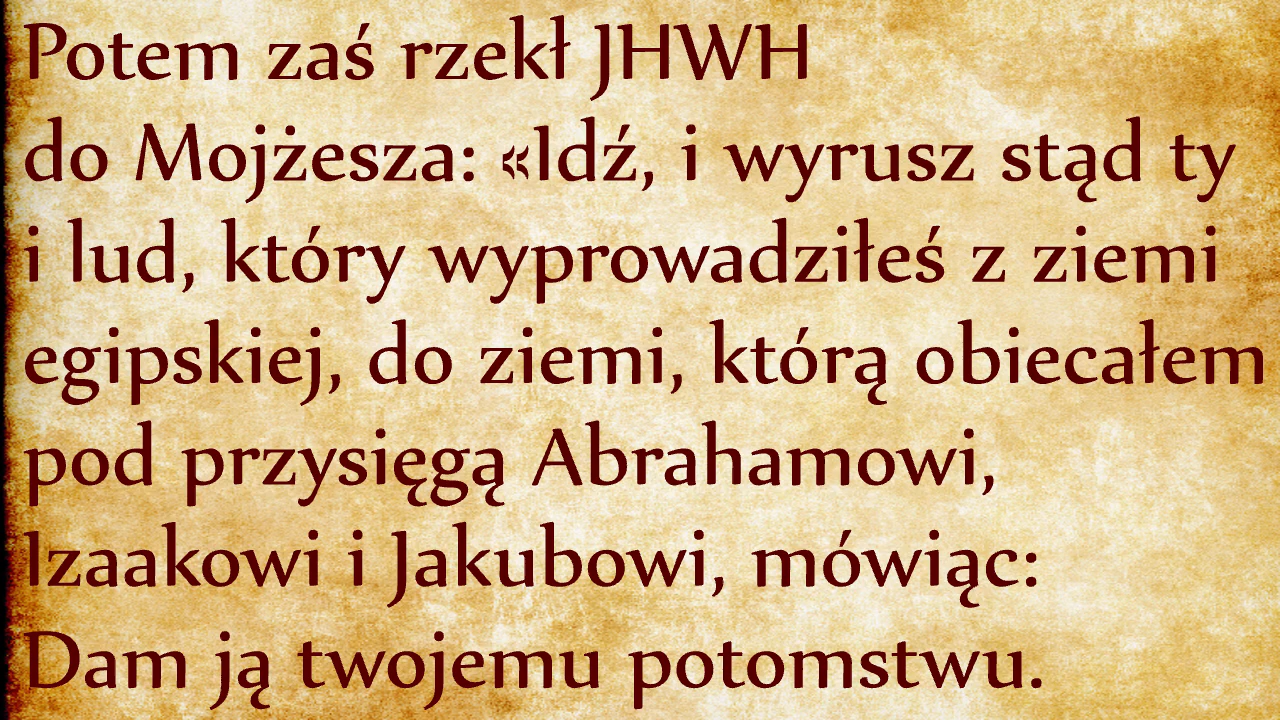 Potem zaś rzekł JHWH
do Mojżesza: «Idź, i wyrusz stąd ty
i lud, który wyprowadziłeś z ziemi
egipskiej, do ziemi, którą obiecałem
pod przysięgą Abrahamowi,
Izaakowi i Jakubowi, mówiąc:
Dam ją twojemu potomstwu.